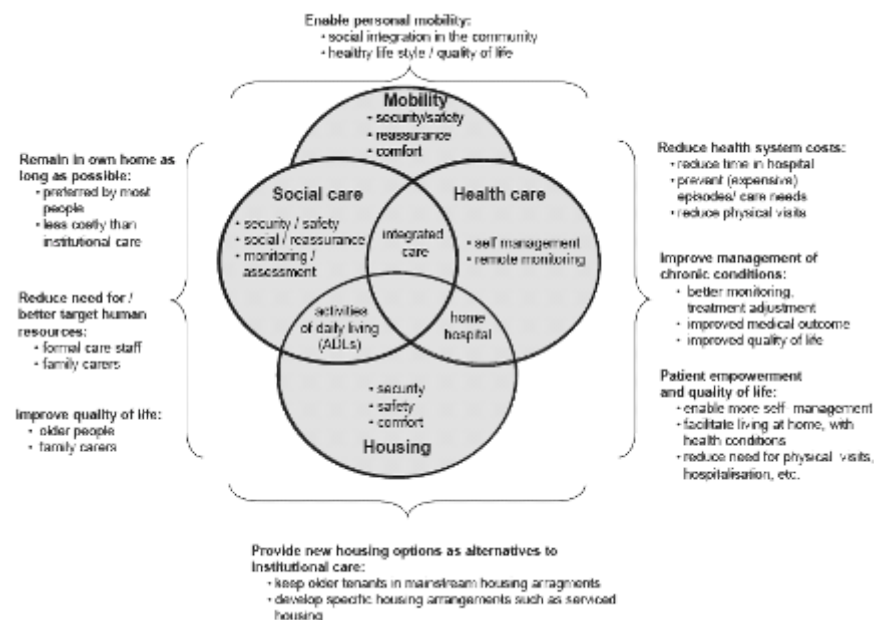 Enable personal mobility:
• social integration in the community
• healthy life style / quality of life
Mobility
• security/safety
• reassurance
• comfort
Remain in own home as
long as possible:
• preferred by most
people
• less costly than
institutional care
Reduce need for /
better target human
resources:
• formal care staff
• family carers
Improve quality of life:
• older people
• family carers
Social care
• security / safety
• social / reassurance
• monitoring /
assessment
integrated
care
Health care
• self management
• remote monitoring
activities
of daily living
(ADLs)
home
hospital
• security
• safety
• comfort
Housing
Reduce health system costs:
• reduce time in hospital
• prevent (expensive)
episodes/ care needs
• reduce physical visits
Improve management of
chronic conditions:
• better monitoring,
treatment adjustment
• improved medical outcome
• improved quality of life
Patient empowerment
and quality of life:
• enable more self- management
• facilitate living at home, with
health conditions
• reduce need for physical visits,
hospitalisation, etc.
Provide new housing options as alternatives to
institutional care:
• keep older tenants in mainstream housing arragments
• develop specific housing arrangements such as serviced
housing